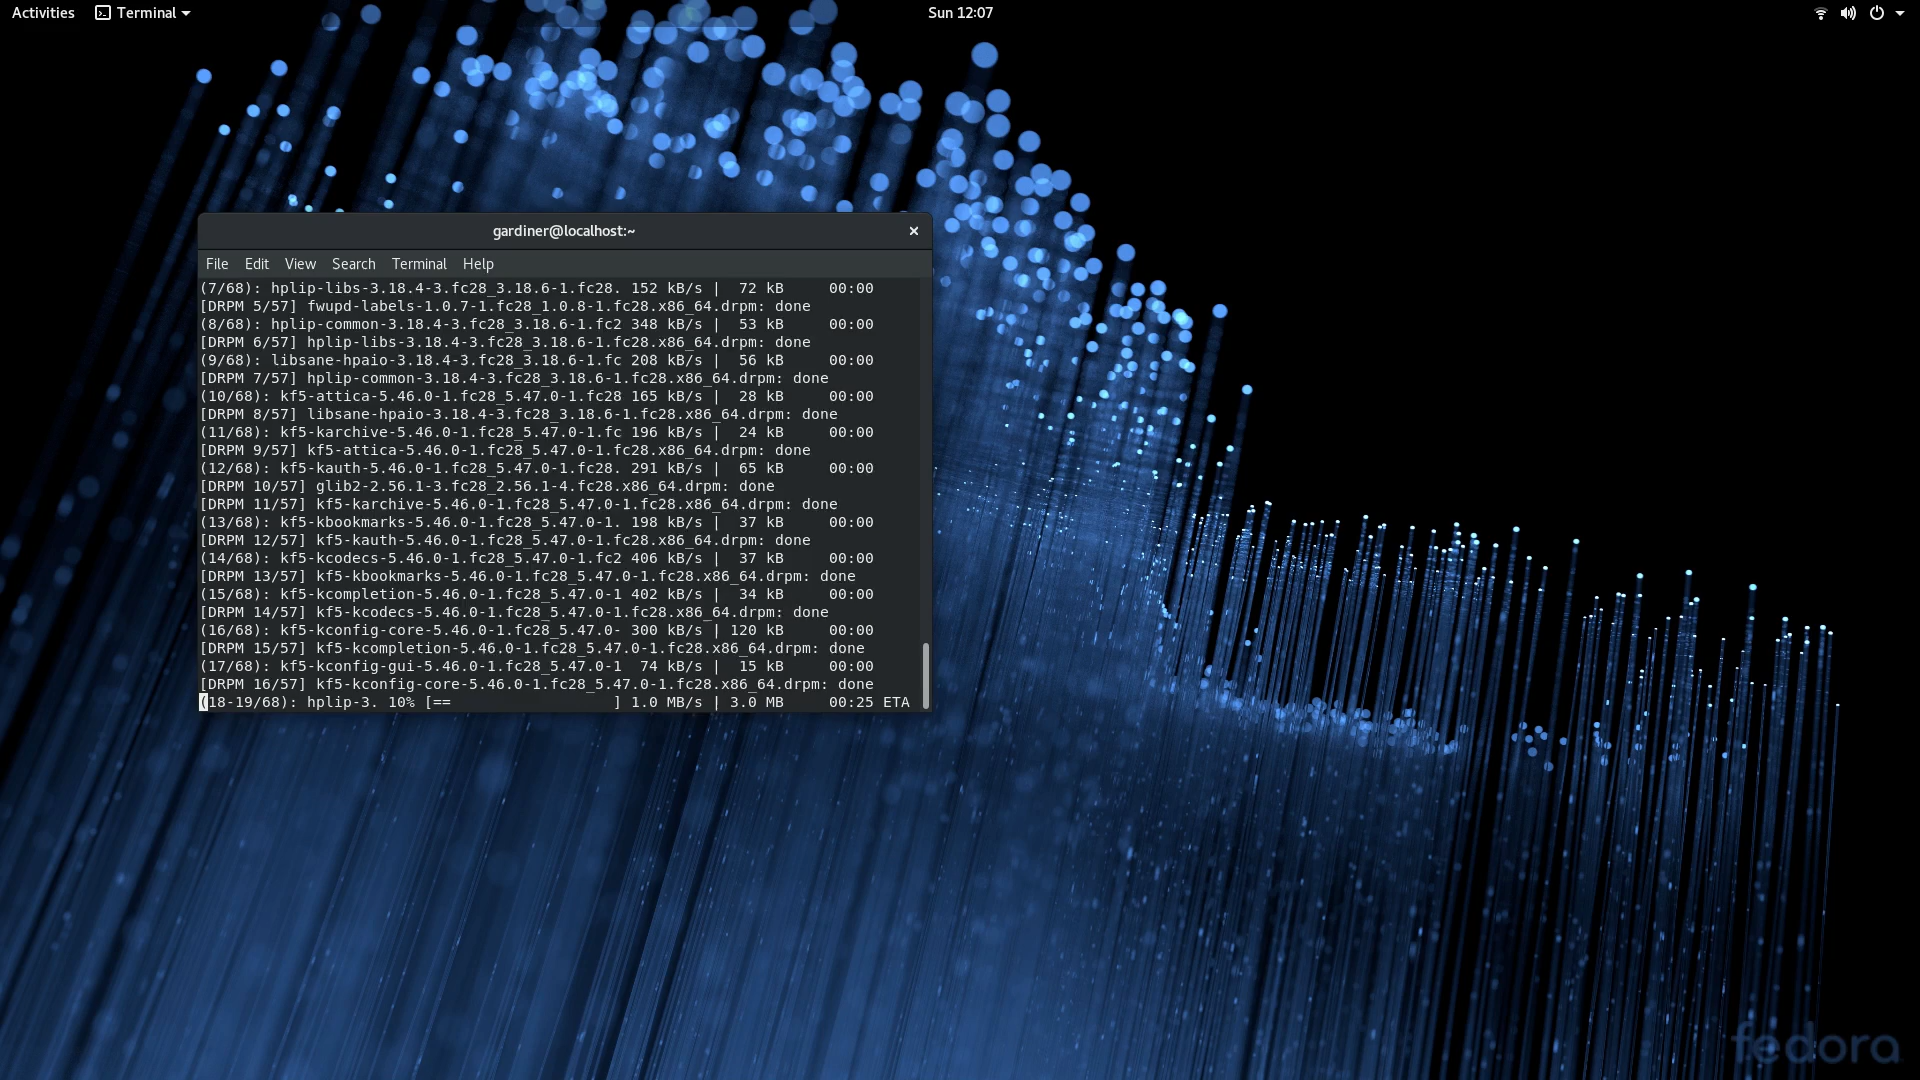 Activities Terminal Sun 12:07
gardiner@localhost:~
File Edit View Search Terminal Help
(7/68): hplip-libs-3.18.4-3.fc28_3.18.6-1.fc28. 152 kB/s |  72 kB     00:00
[DRPM 5/57] fwupd-labels-1.0.7-1.fc28_1.0.8-1.fc28.x86_64.drpm: done
(8/68): hplip-common-3.18.4-3.fc28_3.18.6-1.fc2 348 kB/s |  53 kB     00:00
[DRPM 6/57] hplip-libs-3.18.4-3.fc28_3.18.6-1.fc28.x86_64.drpm: done
(9/68): libsane-hpaio-3.18.4-3.fc28_3.18.6-1.fc 208 kB/s |  56 kB     00:00
[DRPM 7/57] hplip-common-3.18.4-3.fc28_3.18.6-1.fc28.x86_64.drpm: done
(10/68): kf5-attica-5.46.0-1.fc28_5.47.0-1.fc28 165 kB/s |  28 kB     00:00
[DRPM 8/57] libsane-hpaio-3.18.4-3.fc28_3.18.6-1.fc28.x86_64.drpm: done
(11/68): kf5-karchive-5.46.0-1.fc28_5.47.0-1.fc 196 kB/s |  24 kB     00:00
[DRPM 9/57] kf5-attica-5.46.0-1.fc28_5.47.0-1.fc28.x86_64.drpm: done
(12/68): kf5-kauth-5.46.0-1.fc28_5.47.0-1.fc28. 291 kB/s |  65 kB     00:00
[DRPM 10/57] glib2-2.56.1-3.fc28_2.56.1-4.fc28.x86_64.drpm: done
[DRPM 11/57] kf5-karchive-5.46.0-1.fc28_5.47.0-1.fc28.x86_64.drpm: done
(13/68): kf5-kbookmarks-5.46.0-1.fc28_5.47.0-1. 198 kB/s |  37 kB     00:00
[DRPM 12/57] kf5-kauth-5.46.0-1.fc28_5.47.0-1.fc28.x86_64.drpm: done
(14/68): kf5-kcodecs-5.46.0-1.fc28_5.47.0-1.fc2 406 kB/s |  37 kB     00:00
[DRPM 13/57] kf5-kbookmarks-5.46.0-1.fc28_5.47.0-1.fc28.x86_64.drpm: done
(15/68): kf5-kcompletion-5.46.0-1.fc28_5.47.0-1 402 kB/s |  34 kB     00:00
[DRPM 14/57] kf5-kcodecs-5.46.0-1.fc28_5.47.0-1.fc28.x86_64.drpm: done
(16/68): kf5-kconfig-core-5.46.0-1.fc28_5.47.0- 300 kB/s | 120 kB     00:00
[DRPM 15/57] kf5-kcompletion-5.46.0-1.fc28_5.47.0-1.fc28.x86_64.drpm: done
(17/68): kf5-kconfig-gui-5.46.0-1.fc28_5.47.0-1  74 kB/s |  15 kB     00:00
[DRPM 16/57] kf5-kconfig-core-5.46.0-1.fc28_5.47.0-1.fc28.x86_64.drpm: done
(18-19/68): hplip-3. 10% [==                  ] 1.0 MB/s | 3.0 MB     00:25 ETA
fedora